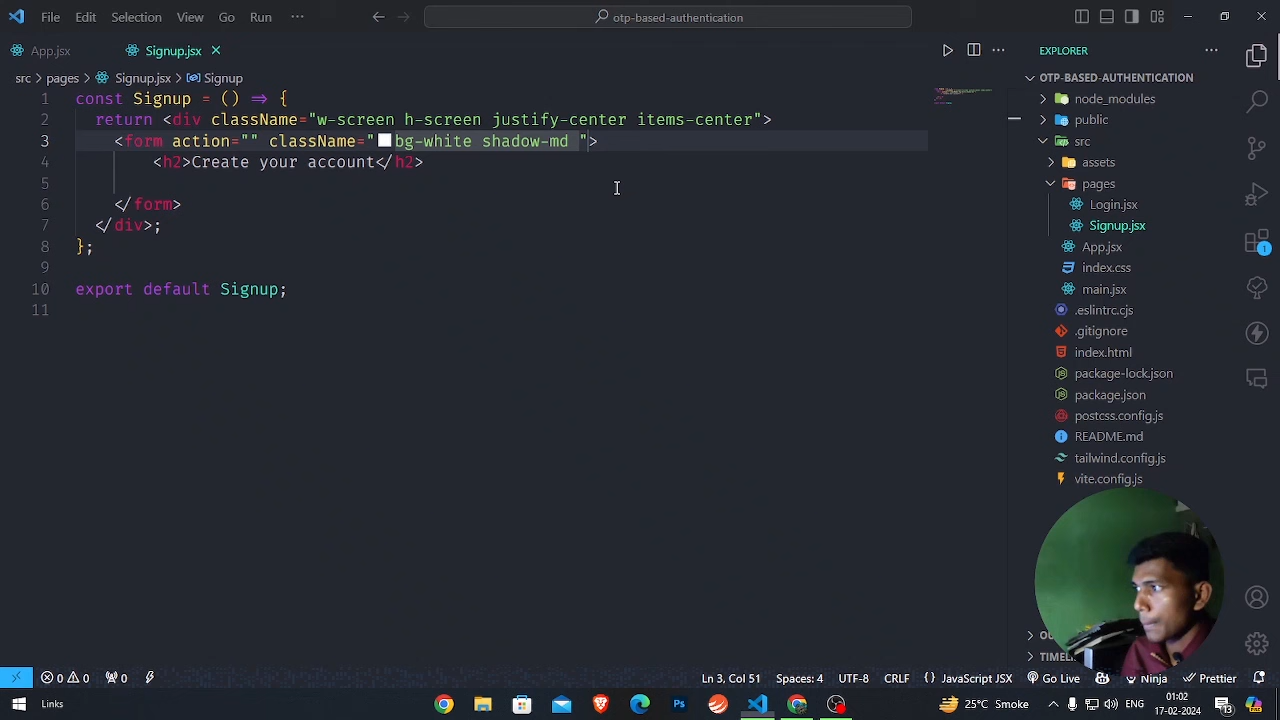 File Edit Selection View Go Run ··· otp-based-authentication
App.jsx Signup.jsx EXPLORER
src > pages > Signup.jsx > Signup
OTP-BASED-AUTHENTICATION
1 const Signup = () => {
2 return <div className="w-screen h-screen justify-center items-center">
3 <form action="" className="bg-white shadow-md ">
4 <h2>Create your account</h2>
5
6 </form>
7 </div>;
8 };
9
10 export default Signup;
11
node_modules
public
src
assets
pages
Login.jsx
Signup.jsx
App.jsx
index.css
main.jsx
.eslintrc.cjs
.gitignore
index.html
package-lock.json
package.json
postcss.config.js
README.md
tailwind.config.js
vite.config.js
1
TIME
0 0 0 Ln 3, Col 51 Spaces: 4 UTF-8 CRLF {} JavaScript JSX Go Live Ninja Prettier
Links 25°C Smoke ENG 01:02
17-02-2024